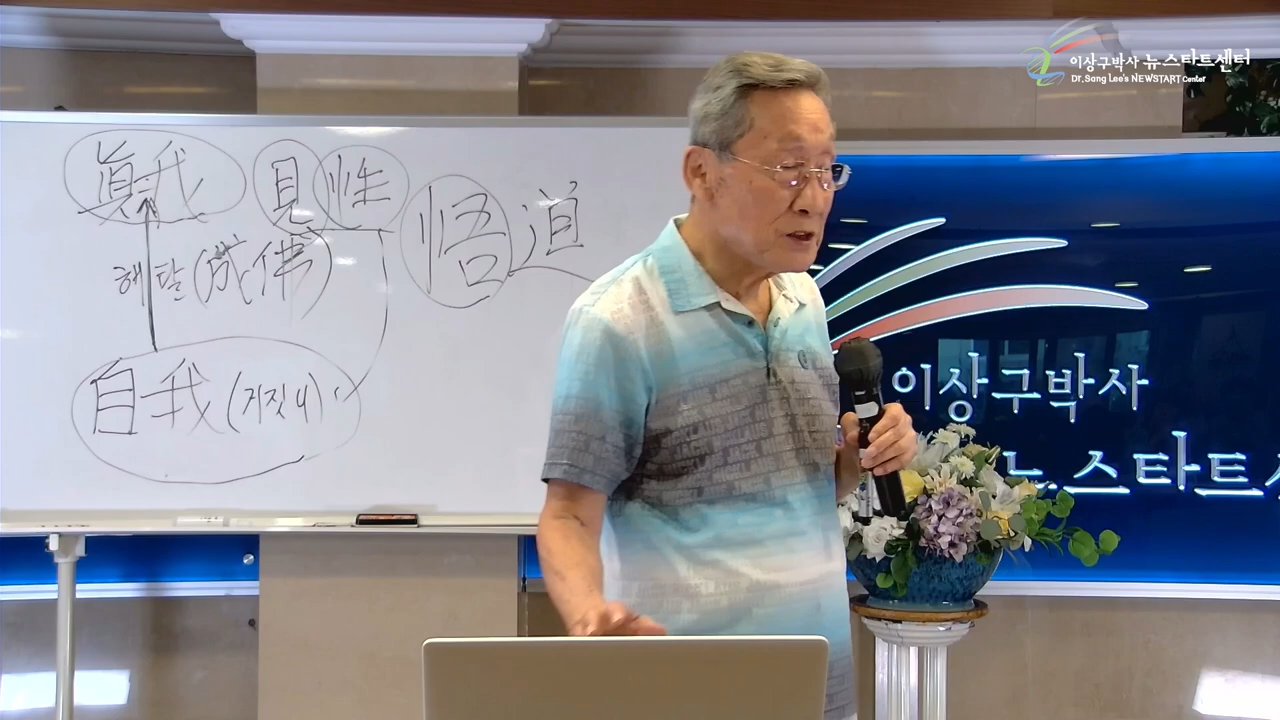 이상구박사 뉴스타트센터
Dr. Sang Lee's NEWSTART Center
眞我 見性 悟道
해탈 (成佛)
自我 (거짓나)
이상구박사
뉴스타트